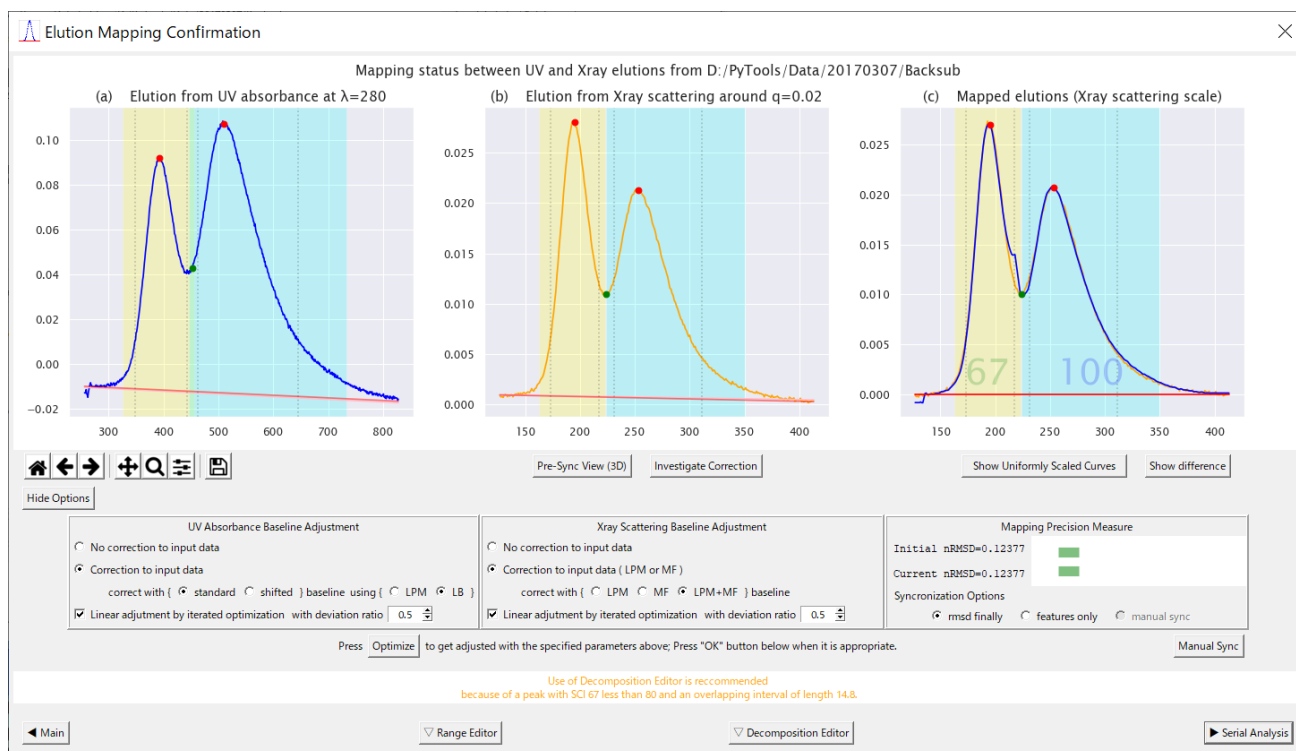 Elution Mapping Confirmation
Mapping status between UV and Xray elutions from D:/PyTools/Data/20170307/Backsub
(a) Elution from UV absorbance at λ=280
(b) Elution from Xray scattering around q=0.02
(c) Mapped elutions (Xray scattering scale)
0.10
0.08
0.06
0.04
0.02
0.00
−0.02
300 400 500 600 700 800
0.025
0.020
0.015
0.010
0.005
0.000
150 200 250 300 350 400
0.025
0.020
0.015
0.010
0.005
0.000
67 100
150 200 250 300 350 400
Pre-Sync View (3D) Investigate Correction Show Uniformly Scaled Curves Show difference
Hide Options
UV Absorbance Baseline Adjustment
No correction to input data
Correction to input data
correct with { standard shifted } baseline using { LPM LB }
Linear adjutment by iterated optimization with deviation ratio 0.5
Xray Scattering Baseline Adjustment
No correction to input data
Correction to input data ( LPM or MF )
correct with { LPM MF LPM+MF } baseline
Linear adjutment by iterated optimization with deviation ratio 0.5
Mapping Precision Measure
Initial nRMSD=0.12377
Current nRMSD=0.12377
Syncronization Options
rmsd finally features only manual sync
Press Optimize to get adjusted with the specified parameters above; Press "OK" button below when it is appropriate. Manual Sync
Use of Decomposition Editor is reccommended
because of a peak with SCI 67 less than 80 and an overlapping interval of length 14.8.
◀ Main ▽ Range Editor ▽ Decomposition Editor ▶ Serial Analysis